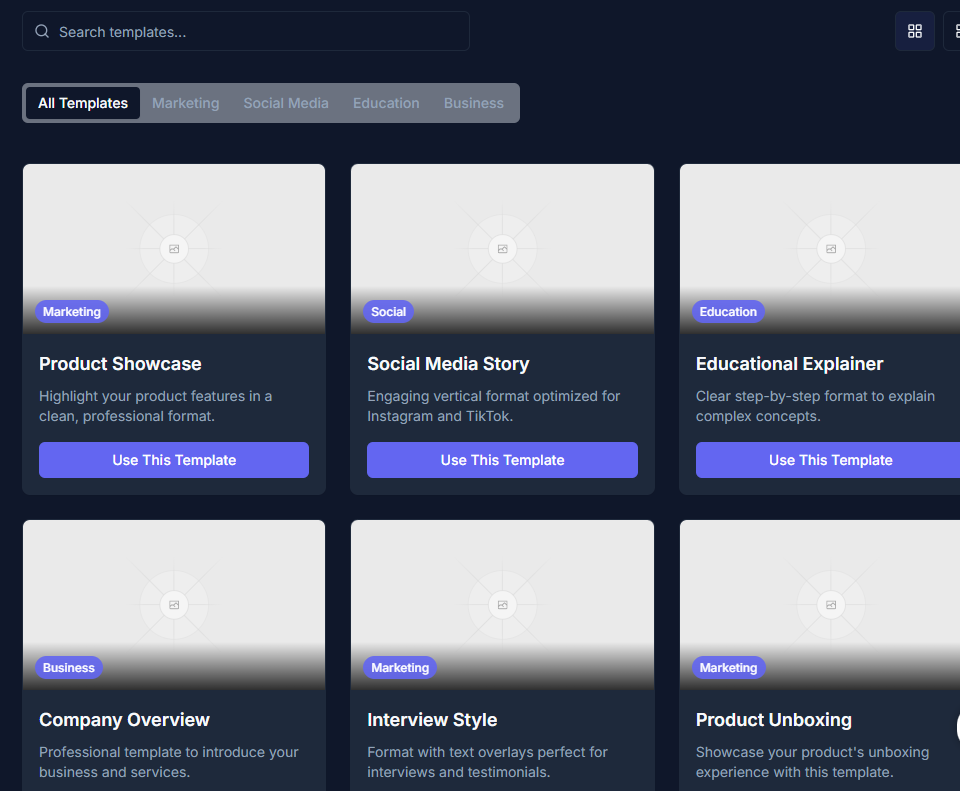 Search templates...
All Templates Marketing Social Media Education Business
Marketing
Social
Education
Product Showcase
Highlight your product features in a
clean, professional format.
Use This Template
Social Media Story
Engaging vertical format optimized for
Instagram and TikTok.
Use This Template
Educational Explainer
Clear step-by-step format to explain
complex concepts.
Use This Template
Business
Marketing
Marketing
Company Overview
Professional template to introduce your
business and services.
Interview Style
Format with text overlays perfect for
interviews and testimonials.
Product Unboxing
Showcase your product's unboxing
experience with this template.